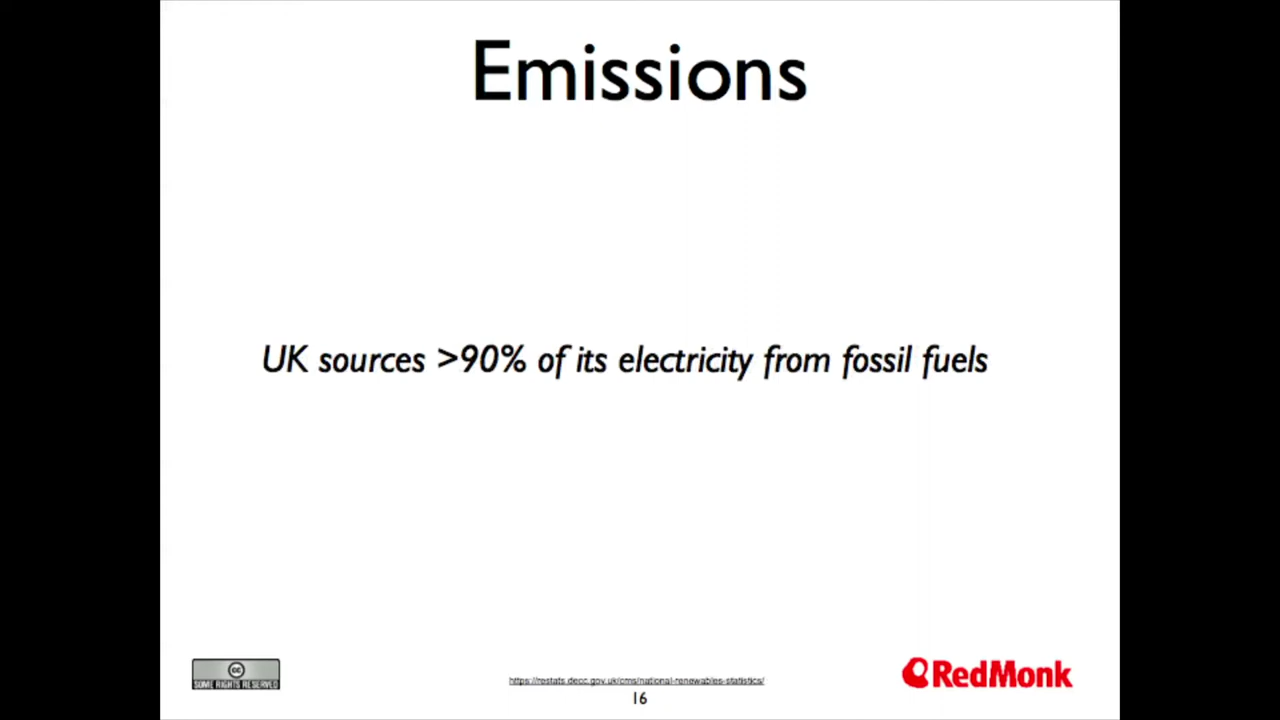 Emissions
UK sources >90% of its electricity from fossil fuels
cc
SOME RIGHTS RESERVED
https://restats.decc.gov.uk/cms/national-renewables-statistics/
RedMonk
16